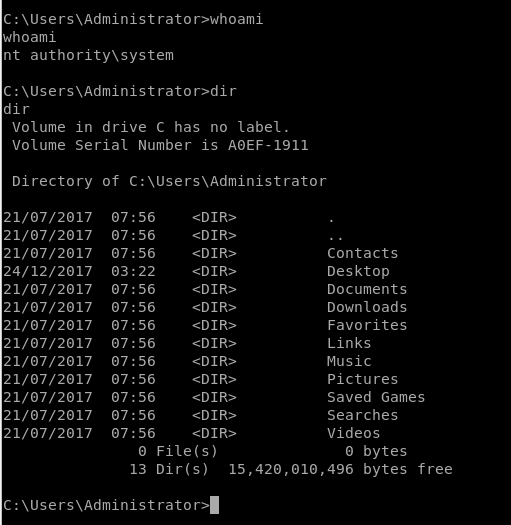 C:\Users\Administrator>whoami
whoami
nt authority\system
C:\Users\Administrator>dir
dir
 Volume in drive C has no label.
 Volume Serial Number is A0EF-1911
 Directory of C:\Users\Administrator
21/07/2017  07:56    <DIR>          .
21/07/2017  07:56    <DIR>          ..
21/07/2017  07:56    <DIR>          Contacts
24/12/2017  03:22    <DIR>          Desktop
21/07/2017  07:56    <DIR>          Documents
21/07/2017  07:56    <DIR>          Downloads
21/07/2017  07:56    <DIR>          Favorites
21/07/2017  07:56    <DIR>          Links
21/07/2017  07:56    <DIR>          Music
21/07/2017  07:56    <DIR>          Pictures
21/07/2017  07:56    <DIR>          Saved Games
21/07/2017  07:56    <DIR>          Searches
21/07/2017  07:56    <DIR>          Videos
               0 File(s)              0 bytes
              13 Dir(s)  15,420,010,496 bytes free
C:\Users\Administrator>